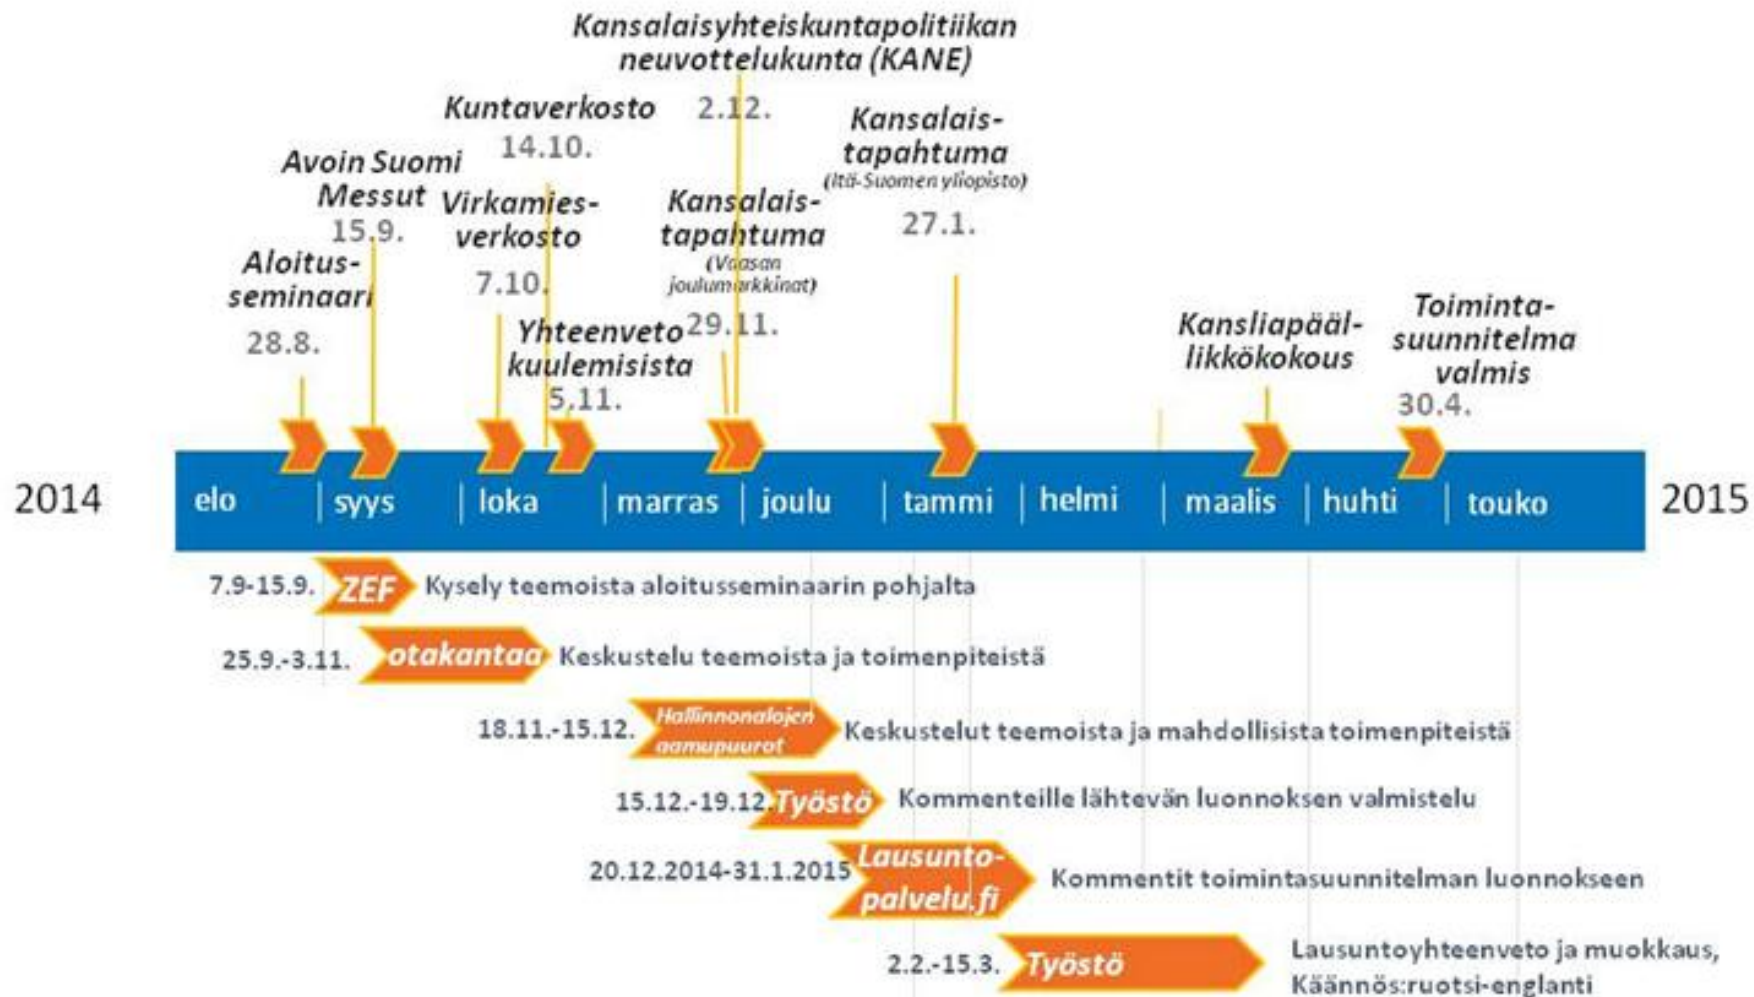 Kansalaisyhteiskuntapolitiikan
neuvottelukunta (KANE)
2.12.
Kuntaverkosto
14.10.
Kansalais-
tapahtuma
(Itä-Suomen yliopisto)
27.1.
Avoin Suomi
Messut
15.9.
Virkamies-
verkosto
7.10.
Kansalais-
tapahtuma
(Vaasan
joulumarkkinat)
29.11.
Aloitus-
seminaari
28.8.
Yhteenveto
kuulemisista
5.11.
Kansliapääl-
likkökokous
Toiminta-
suunnitelma
valmis
30.4.
2014 elo syys loka marras joulu tammi helmi maalis huhti touko 2015
7.9-15.9. ZEF Kysely teemoista aloitusseminaarin pohjalta
25.9.-3.11. otakantaa Keskustelu teemoista ja toimenpiteistä
18.11.-15.12. Hallinnonalojen
aamupuurot
Keskustelut teemoista ja mahdollisista toimenpiteistä
15.12.-19.12. Työstö Kommenteille lähtevän luonnoksen valmistelu
20.12.2014-31.1.2015 Lausunto-
palvelu.fi
Kommentit toimintasuunnitelman luonnokseen
2.2.-15.3. Työstö Lausuntoyhteenveto ja muokkaus,
Käännös:ruotsi-englanti